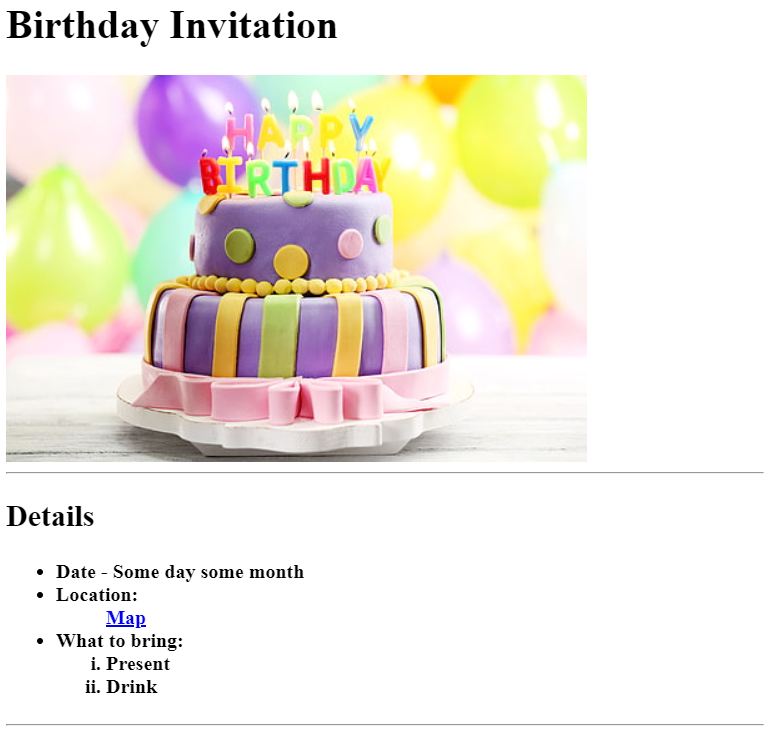 Birthday Invitation
HAPPY
BIRTHDAY
Details
• Date - Some day some month
• Location:
Map
• What to bring:
i. Present
ii. Drink